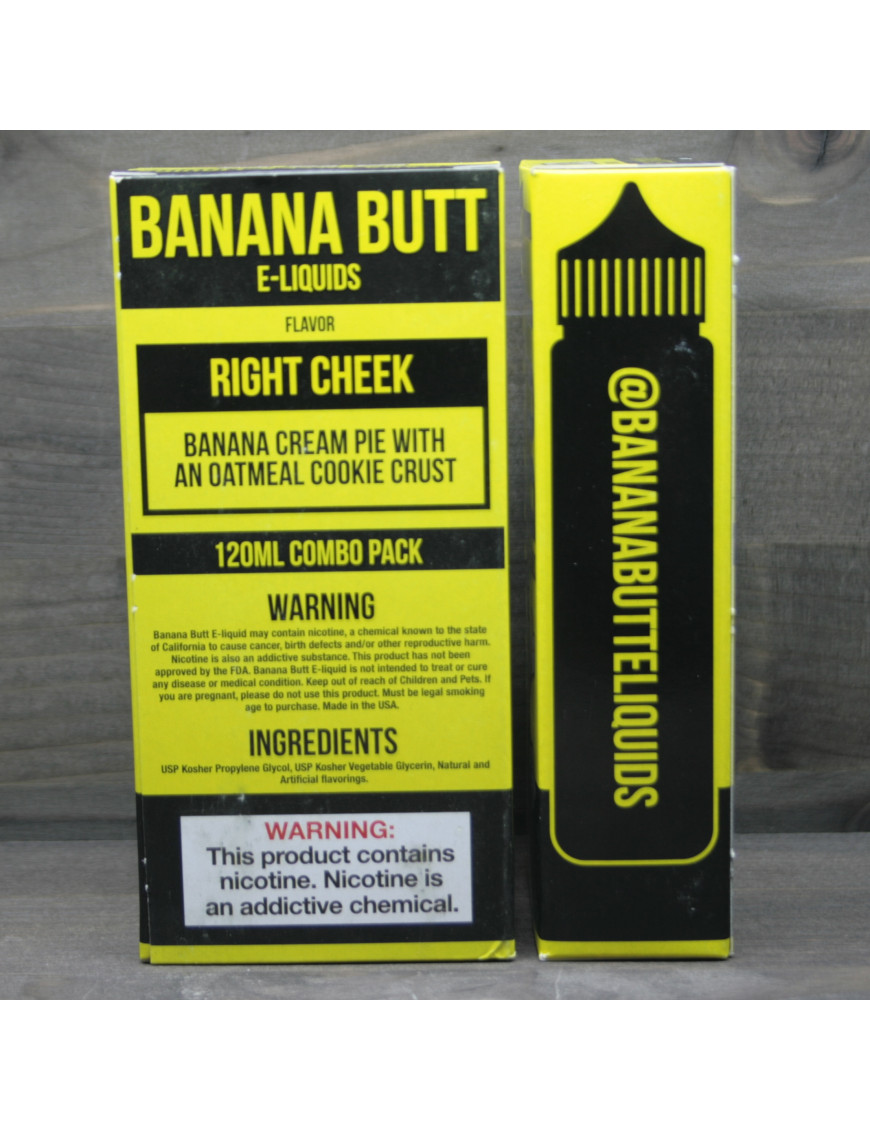 BANANA BUTT
E-LIQUIDS
FLAVOR
RIGHT CHEEK
BANANA CREAM PIE WITH
AN OATMEAL COOKIE CRUST
120ML COMBO PACK
WARNING
Banana Butt E-liquid may contain nicotine, a chemical known to the state
of California to cause cancer, birth defects and/or other reproductive harm.
Nicotine is also an addictive substance. This product has not been
approved by the FDA. Banana Butt E-liquid is not intended to treat or cure
any disease or medical condition. Keep out of reach of Children and Pets. If
you are pregnant, please do not use this product. Must be legal smoking
age to purchase. Made in the USA.
INGREDIENTS
USP Kosher Propylene Glycol, USP Kosher Vegetable Glycerin, Natural and
Artificial flavorings.
WARNING:
This product contains
nicotine. Nicotine is
an addictive chemical.
@BANANABUTTELIQUIDS